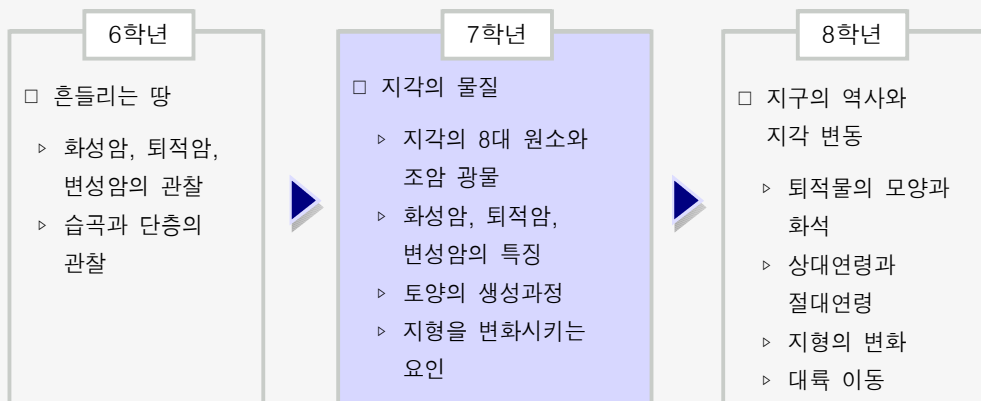 6학년
□ 흔들리는 땅
▹ 화성암, 퇴적암,
변성암의 관찰
▹ 습곡과 단층의
관찰
7학년
□ 지각의 물질
▹ 지각의 8대 원소와
조암 광물
▹ 화성암, 퇴적암,
변성암의 특징
▹ 토양의 생성과정
▹ 지형을 변화시키는
요인
8학년
□ 지구의 역사와
지각 변동
▹ 퇴적물의 모양과
화석
▹ 상대연령과
절대연령
▹ 지형의 변화
▹ 대륙 이동